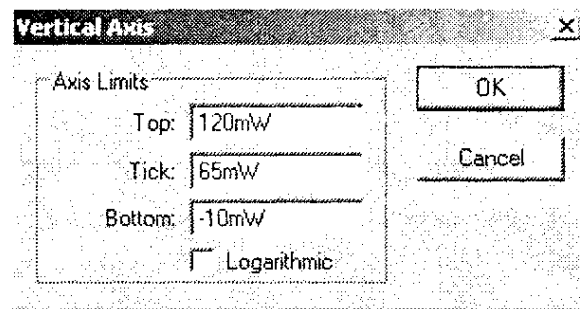 Vertical Axis
Axis Limits
Top: 120mW
Tick: 65mW
Bottom: -10mW
Logarithmic
OK
Cancel